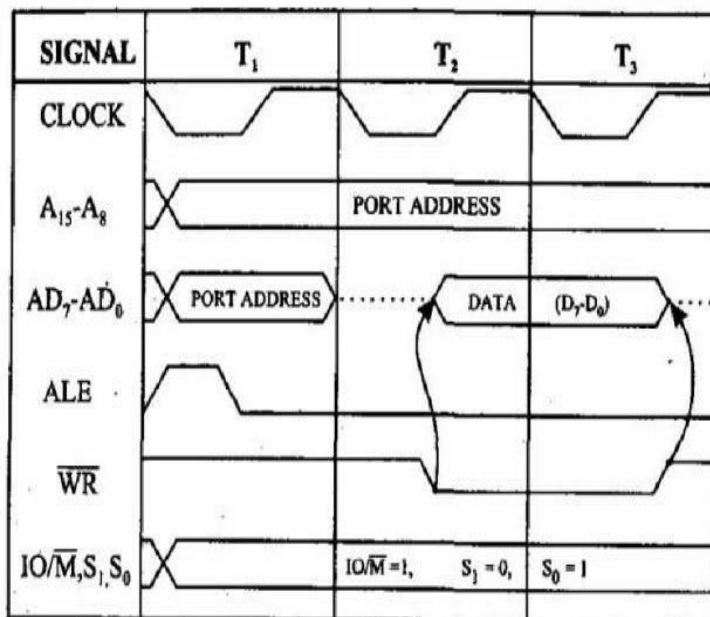 SIGNAL T₁ T₂ T₃
CLOCK
A₁₅-A₈ PORT ADDRESS
AD₇-AD₀ PORT ADDRESS DATA (D₇-D₀)
ALE
W̅R̅
IO/M̅,S₁,S₀ IO/M̅ =1, S₁ = 0, S₀ = 1